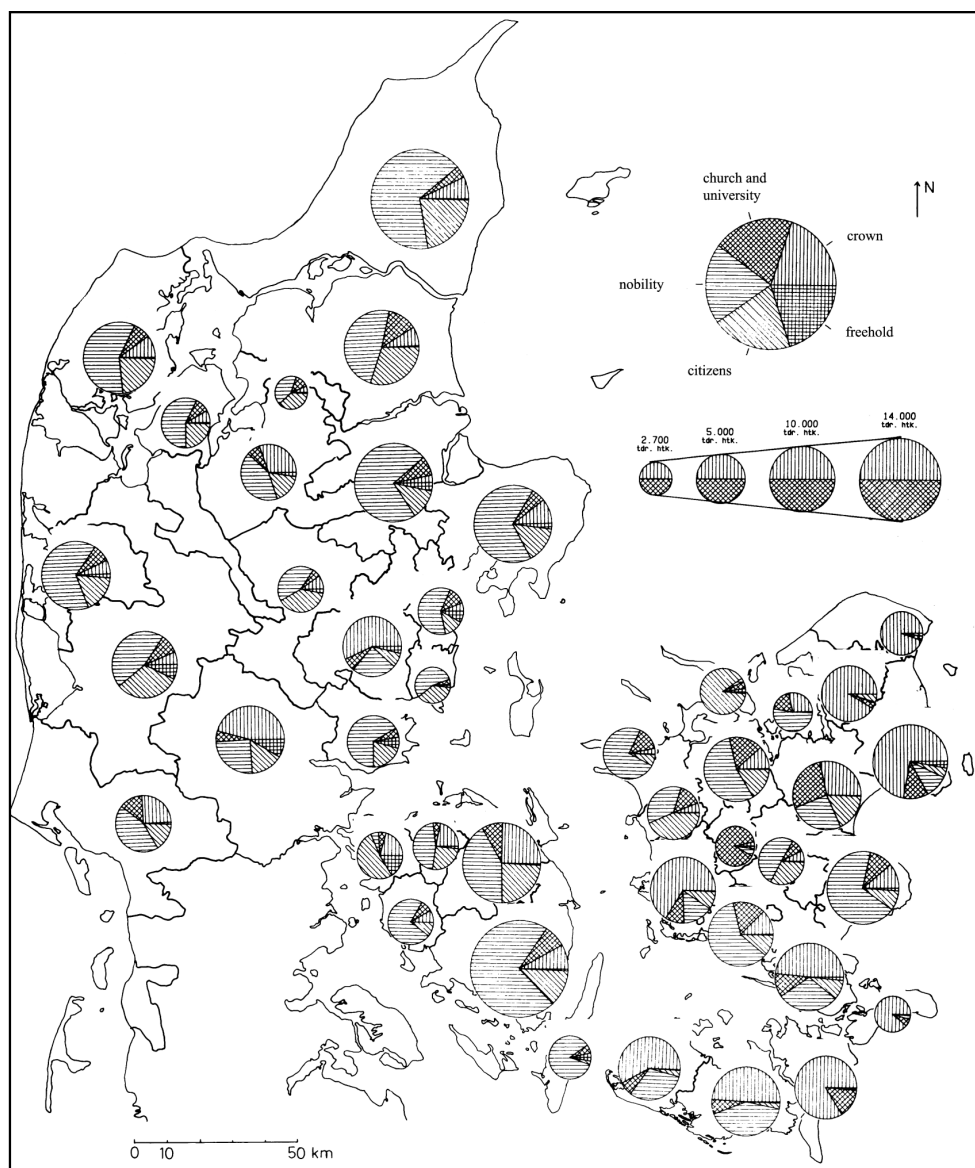 N
church and
university
crown
nobility
freehold
citizens
2.700
tdr. htk.
5.000
tdr. htk.
10.000
tdr. htk.
14.000
tdr. htk.
0 10 50 km